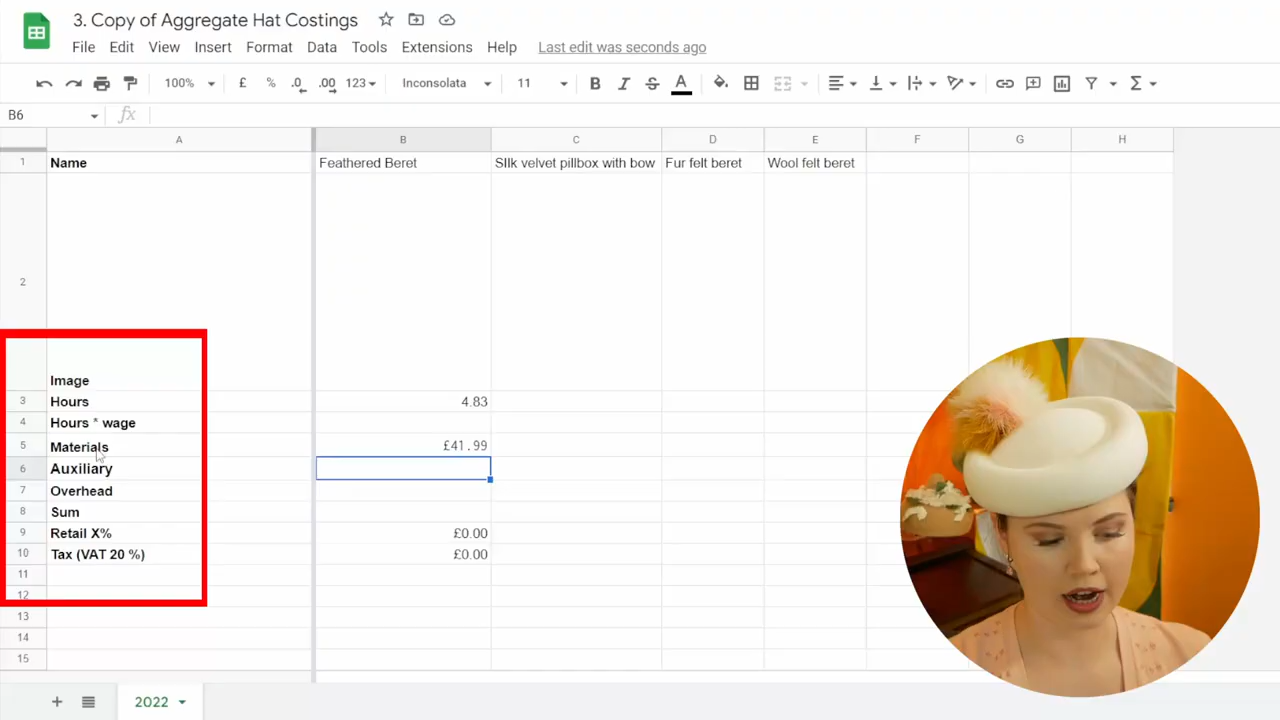 3. Copy of Aggregate Hat Costings
File Edit View Insert Format Data Tools Extensions Help Last edit was seconds ago
100% £ % .0 .00 123 Inconsolata 11 B I S A Σ
B6 fx
A B C D E F G H
1 Name Feathered Beret SIlk velvet pillbox with bow Fur felt beret Wool felt beret
2
Image
3 Hours 4.83
4 Hours * wage
5 Materials £41.99
6 Auxiliary
7 Overhead
8 Sum
9 Retail X% £0.00
10 Tax (VAT 20 %) £0.00
11
12
13
14
15
+ 2022